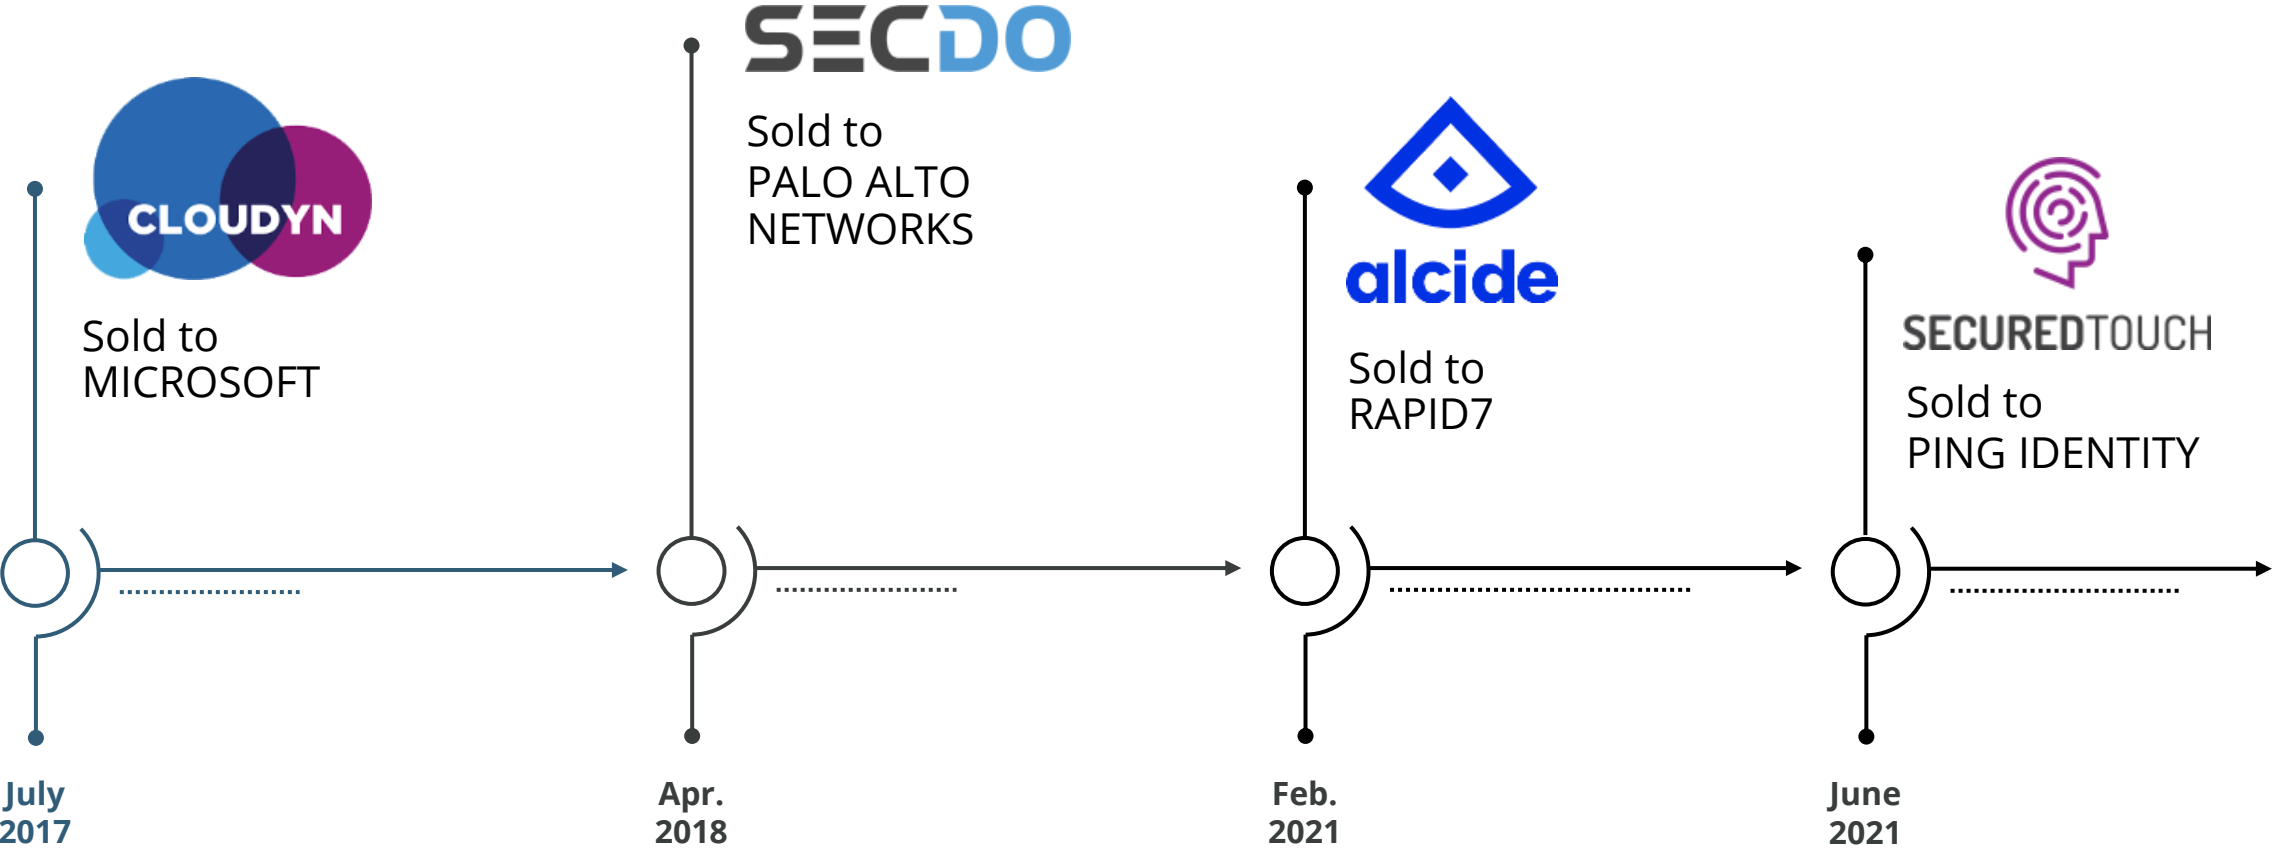 CLOUDYN
Sold to
MICROSOFT
July
2017
SECDO
Sold to
PALO ALTO
NETWORKS
Apr.
2018
alcide
Sold to
RAPID7
Feb.
2021
SECUREDTOUCH
Sold to
PING IDENTITY
June
2021